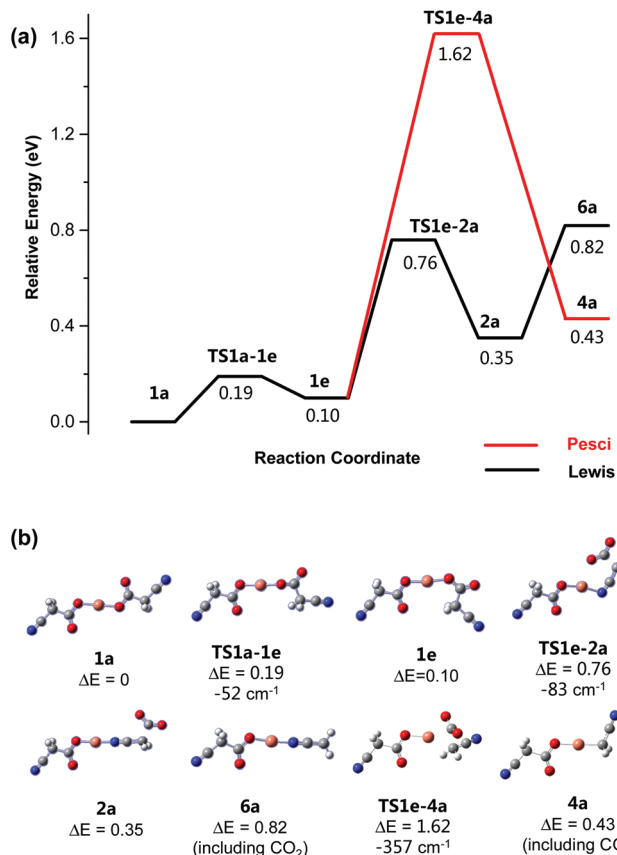 (a)
TS1e-4a
1.62
1.6
1.2
0.8
0.4
0.0
Relative Energy (eV)
TS1e-2a
0.76
6a
0.82
2a
0.35
4a
0.43
TS1a-1e
0.19
1a
1e
0.10
Reaction Coordinate
Pesci
Lewis
(b)
1a
ΔE = 0
TS1a-1e
ΔE = 0.19
-52 cm⁻¹
1e
ΔE=0.10
TS1e-2a
ΔE = 0.76
-83 cm⁻¹
2a
ΔE = 0.35
6a
ΔE = 0.82
(including CO₂)
TS1e-4a
ΔE = 1.62
-357 cm⁻¹
4a
ΔE = 0.43
(including